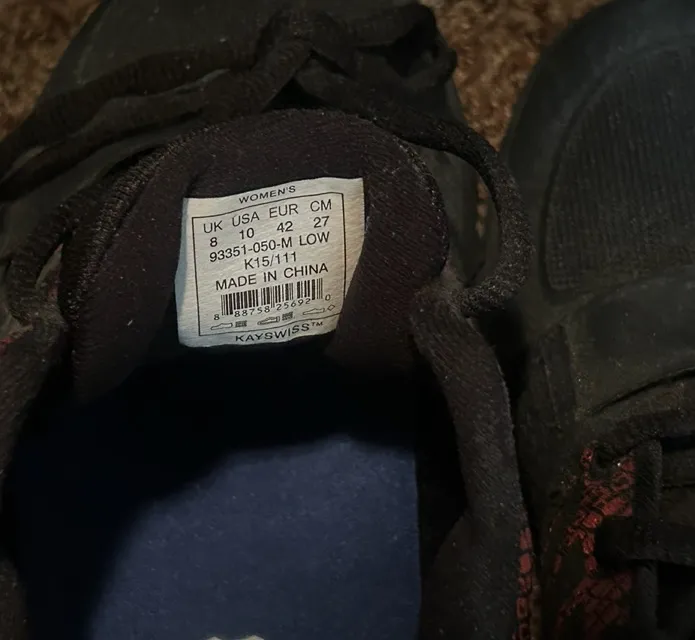 WOMEN'S
UK USA EUR CM
8 10 42 27
93351-050-M LOW
K15/111
MADE IN CHINA
8 88758 25692 0
KAYSWISS™